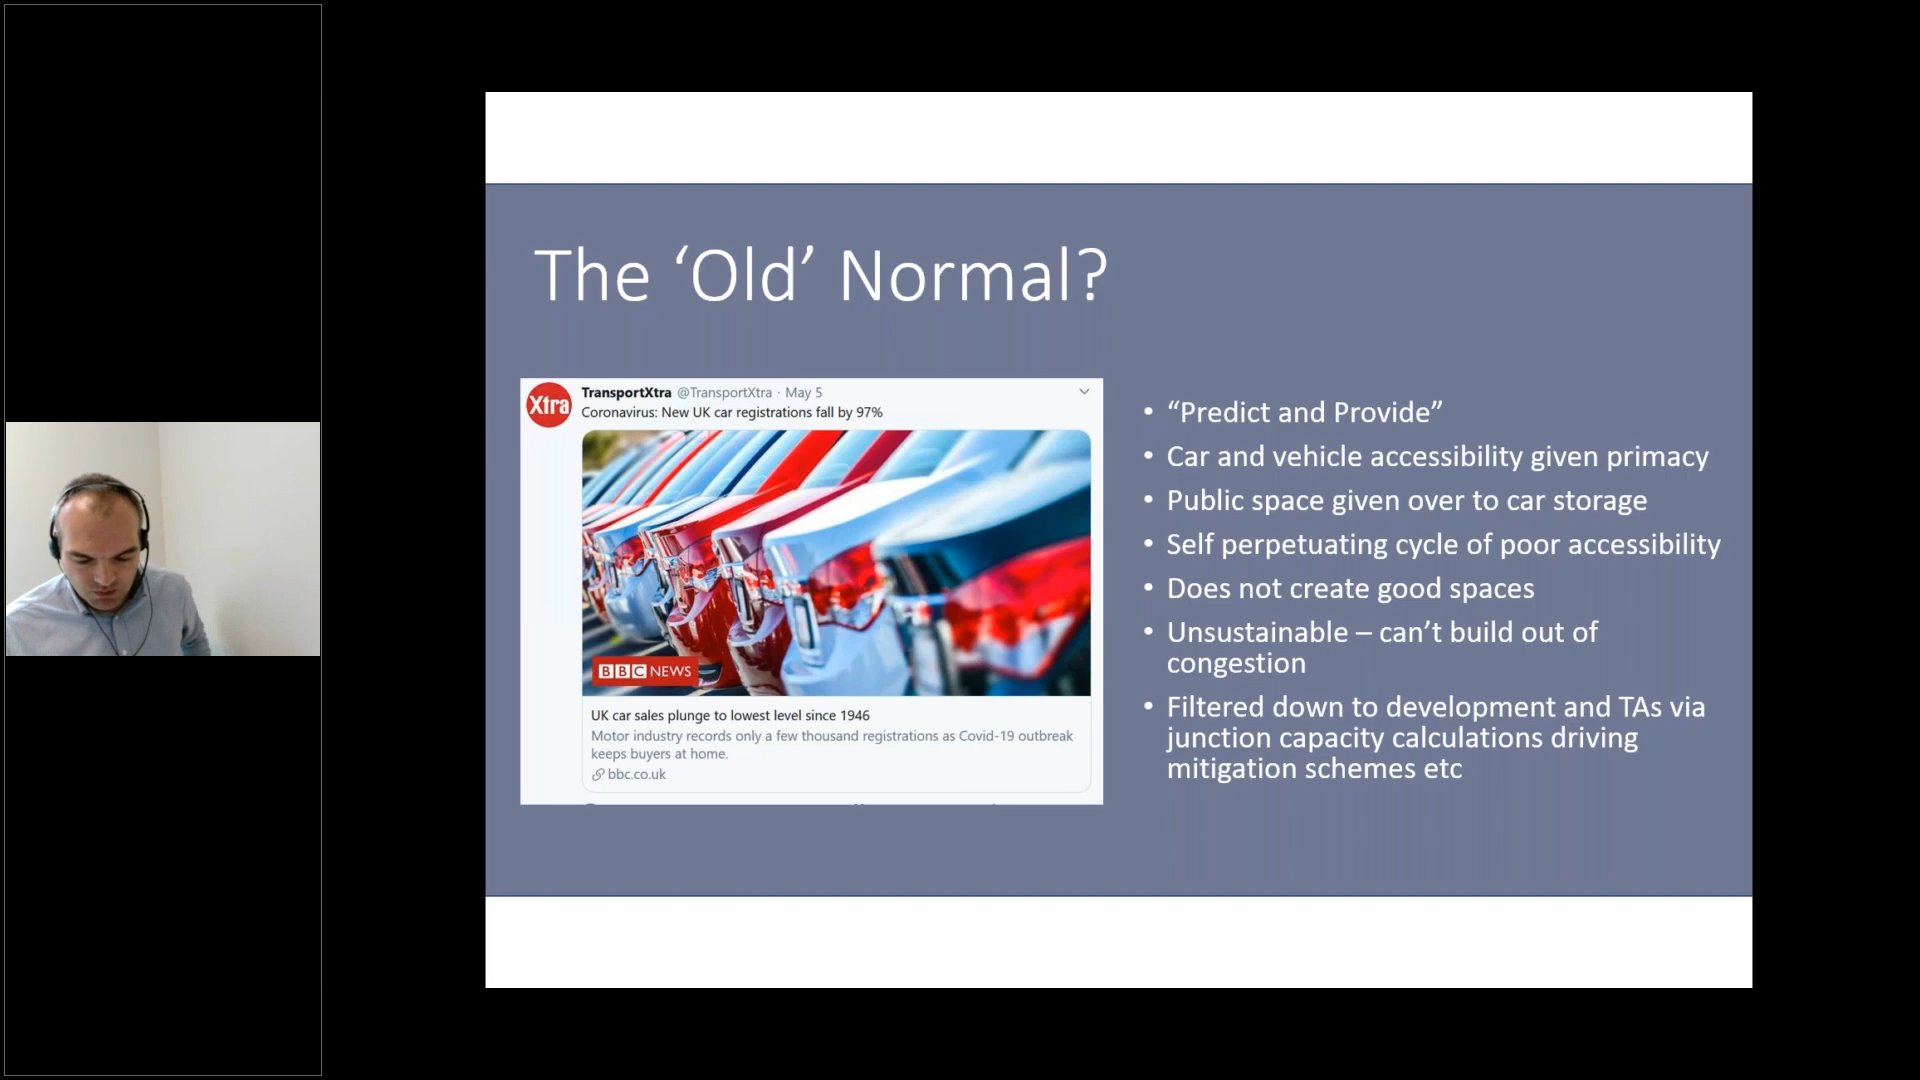 The ‘Old’ Normal?
Xtra
TransportXtra @TransportXtra · May 5
Coronavirus: New UK car registrations fall by 97%
BBC NEWS
UK car sales plunge to lowest level since 1946
Motor industry records only a few thousand registrations as Covid-19 outbreak
keeps buyers at home.
bbc.co.uk
• “Predict and Provide”
• Car and vehicle accessibility given primacy
• Public space given over to car storage
• Self perpetuating cycle of poor accessibility
• Does not create good spaces
• Unsustainable – can’t build out of
congestion
• Filtered down to development and TAs via
junction capacity calculations driving
mitigation schemes etc